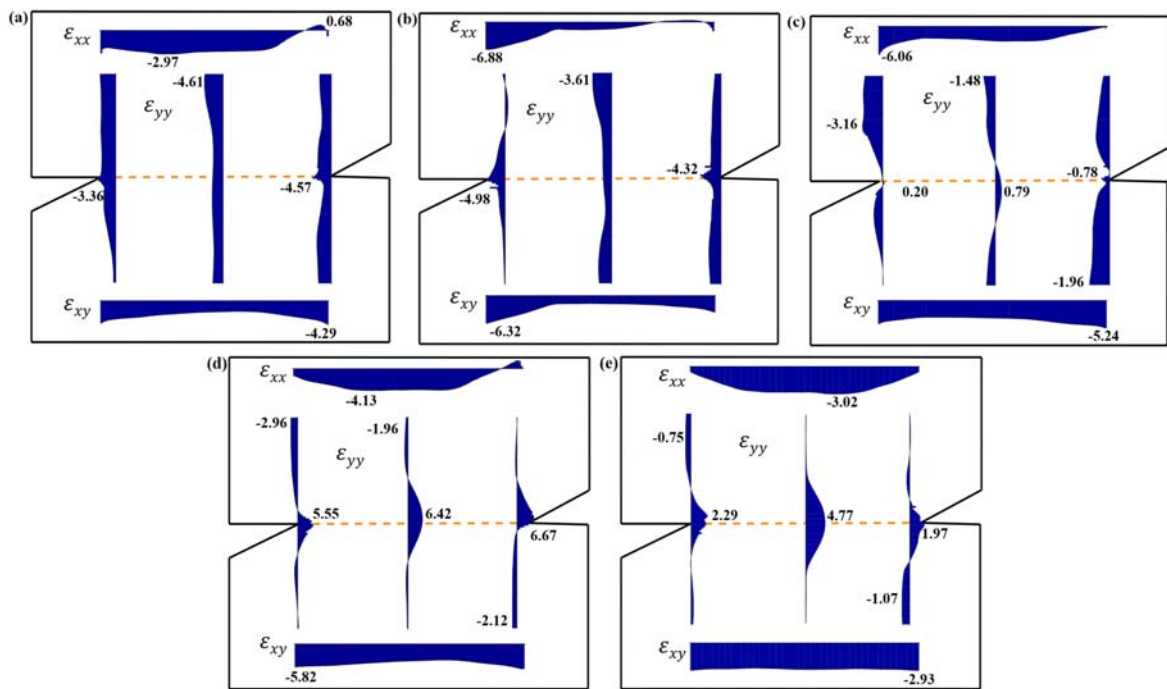 (a)
0.68
εxx
-2.97
-4.61
εyy
-3.36
-4.57
εxy
-4.29
(b)
εxx
-6.88
-3.61
εyy
-4.32
-4.98
εxy
-6.32
(c)
εxx
-6.06
-1.48
εyy
-3.16
-0.78
0.20
0.79
-1.96
εxy
-5.24
(d)
εxx
-4.13
-2.96
-1.96
εyy
5.55
6.42
6.67
-2.12
εxy
-5.82
(e)
εxx
-3.02
-0.75
εyy
2.29
4.77
1.97
-1.07
εxy
-2.93